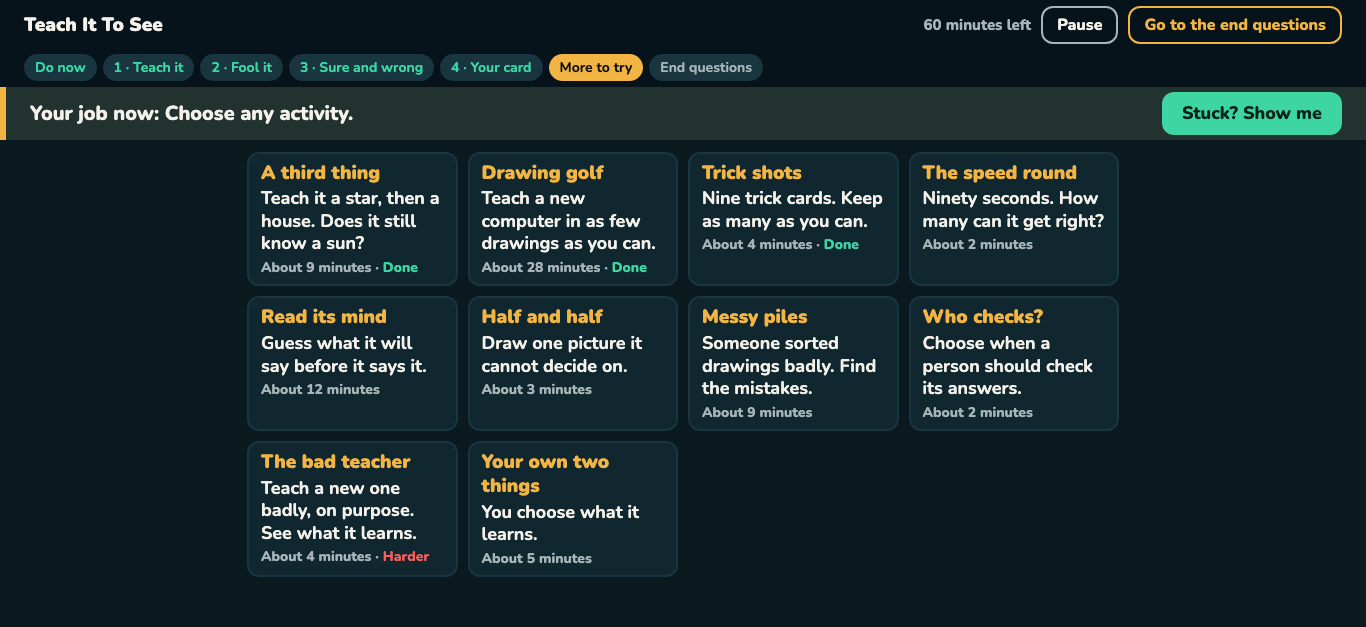 Teach It To See
60 minutes left
Pause
Go to the end questions
Do now
1 · Teach it
2 · Fool it
3 · Sure and wrong
4 · Your card
More to try
End questions
Your job now: Choose any activity.
Stuck? Show me
A third thing
Teach it a star, then a
house. Does it still
know a sun?
About 9 minutes · Done
Drawing golf
Teach a new
computer in as few
drawings as you can.
About 28 minutes · Done
Trick shots
Nine trick cards. Keep
as many as you can.
About 4 minutes · Done
The speed round
Ninety seconds. How
many can it get right?
About 2 minutes
Read its mind
Guess what it will
say before it says it.
About 12 minutes
Half and half
Draw one picture it
cannot decide on.
About 3 minutes
Messy piles
Someone sorted
drawings badly. Find
the mistakes.
About 9 minutes
Who checks?
Choose when a
person should check
its answers.
About 2 minutes
The bad teacher
Teach a new one
badly, on purpose.
See what it learns.
About 4 minutes · Harder
Your own two
things
You choose what it
learns.
About 5 minutes